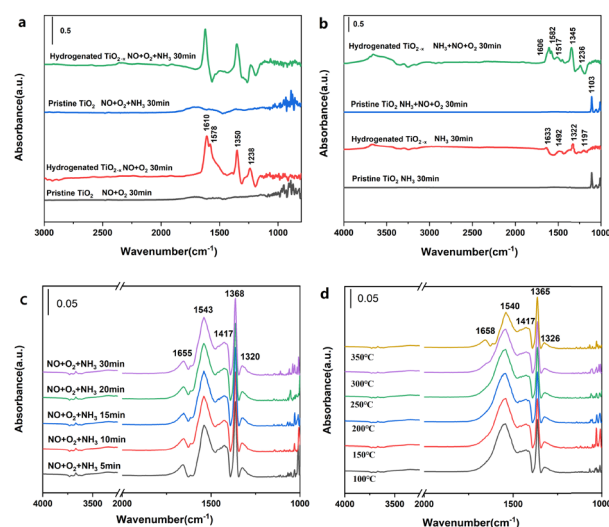 a
0.5
Hydrogenated TiO2-x NO+O2+NH3 30min
Pristine TiO2 NO+O2+NH3 30min
1610
1578
1350
1238
Hydrogenated TiO2-x NO+O2 30min
Pristine TiO2 NO+O2 30min
Absorbance(a.u.)
3000 2500 2000 1500 1000
Wavenumber(cm-1)
b
0.5
Hydrogenated TiO2-x NH3+NO+O2 30min
1606
1582
1517
1345
1236
1103
Pristine TiO2 NH3+NO+O2 30min
Hydrogenated TiO2-x NH3 30min
1633
1492
1322
1197
Pristine TiO2 NH3 30min
Absorbance(a.u.)
4000 3500 3000 2500 2000 1500 1000
Wavenumber(cm-1)
c
0.05
1368
1543
1417
1655
1320
NO+O2+NH3 30min
NO+O2+NH3 20min
NO+O2+NH3 15min
NO+O2+NH3 10min
NO+O2+NH3 5min
Absorbance(a.u.)
4000 3200 2000 1500 1000
Wavenumber(cm-1)
d
0.05
1365
1540
1417
1658
1326
350°C
300°C
250°C
200°C
150°C
100°C
Absorbance(a.u.)
4000 3200 2000 1500 1000
Wavenumber(cm-1)